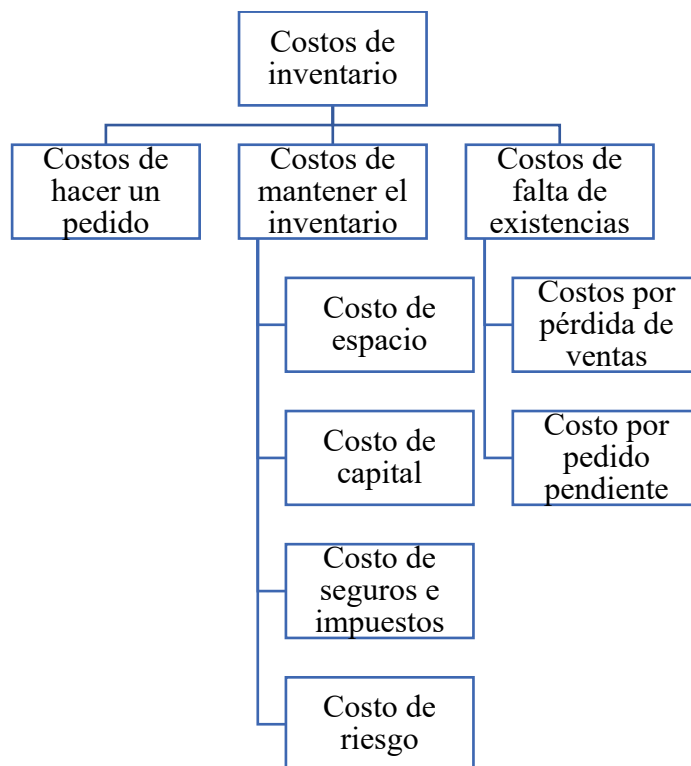 Costos de
inventario
Costos de
hacer un
pedido
Costos de
mantener el
inventario
Costo de
espacio
Costo de
capital
Costo de
seguros e
impuestos
Costo de
riesgo
Costos de
falta de
existencias
Costos por
pérdida de
ventas
Costo por
pedido
pendiente